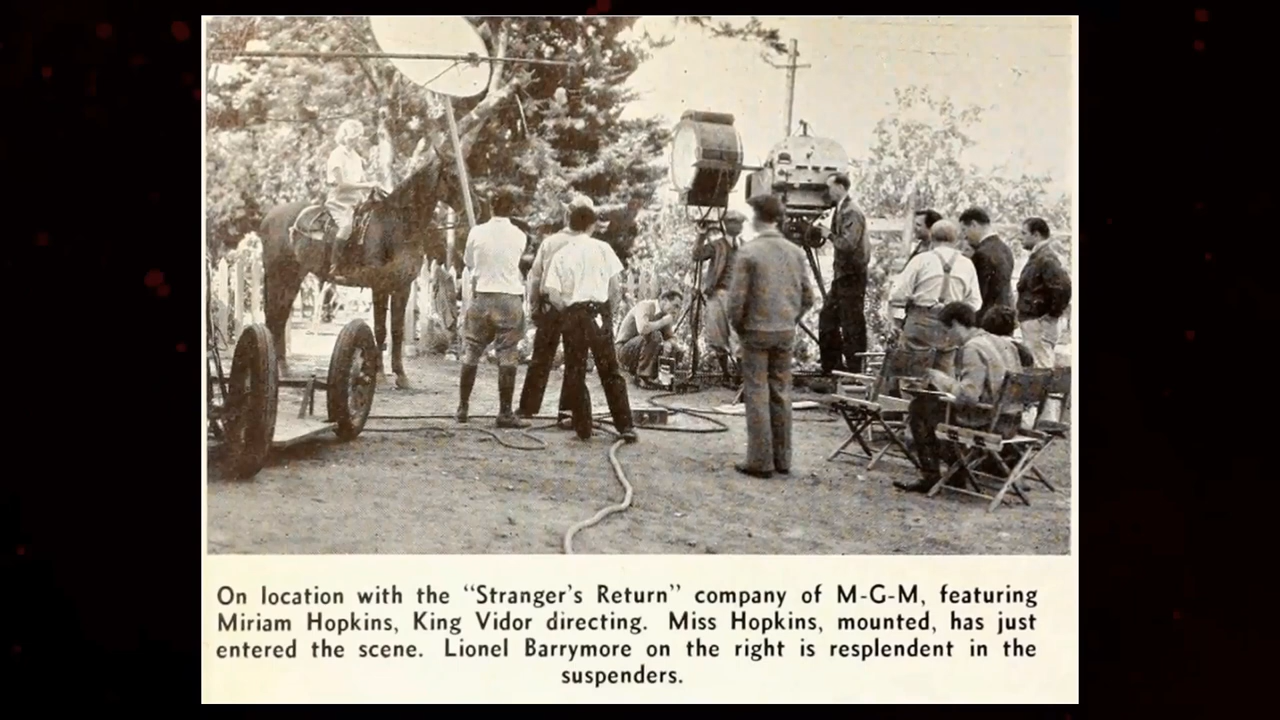 On location with the “Stranger’s Return” company of M-G-M, featuring
Miriam Hopkins, King Vidor directing. Miss Hopkins, mounted, has just
entered the scene. Lionel Barrymore on the right is resplendent in the
suspenders.